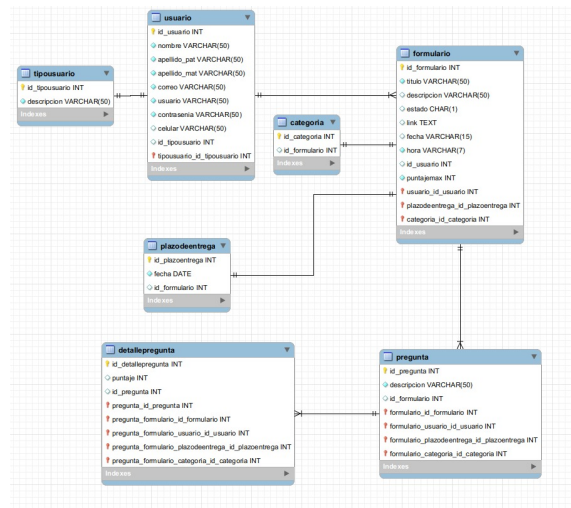 usuario
id_usuario INT
nombre VARCHAR(50)
apellido_pat VARCHAR(50)
apellido_mat VARCHAR(50)
correo VARCHAR(50)
usuario VARCHAR(50)
contrasenia VARCHAR(50)
celular VARCHAR(50)
id_tipousuario INT
tipousuario_id_tipousuario INT
Indexes
tipousuario
id_tipousuario INT
descripcion VARCHAR(50)
Indexes
categoria
id_categoria INT
id_formulario INT
Indexes
formulario
id_formulario INT
titulo VARCHAR(50)
descripcion VARCHAR(50)
estado CHAR(1)
link TEXT
fecha VARCHAR(15)
hora VARCHAR(7)
id_usuario INT
puntajemax INT
usuario_id_usuario INT
plazodeentrega_id_plazoentrega INT
categoria_id_categoria INT
Indexes
plazodeentrega
id_plazoentrega INT
fecha DATE
id_formulario INT
Indexes
detallepregunta
id_detallepregunta INT
puntaje INT
id_pregunta INT
pregunta_id_pregunta INT
pregunta_formulario_id_formulario INT
pregunta_formulario_usuario_id_usuario INT
pregunta_formulario_plazodeentrega_id_plazoentrega INT
pregunta_formulario_categoria_id_categoria INT
Indexes
pregunta
id_pregunta INT
descripcion VARCHAR(50)
id_formulario INT
formulario_id_formulario INT
formulario_usuario_id_usuario INT
formulario_plazodeentrega_id_plazoentrega INT
formulario_categoria_id_categoria INT
Indexes